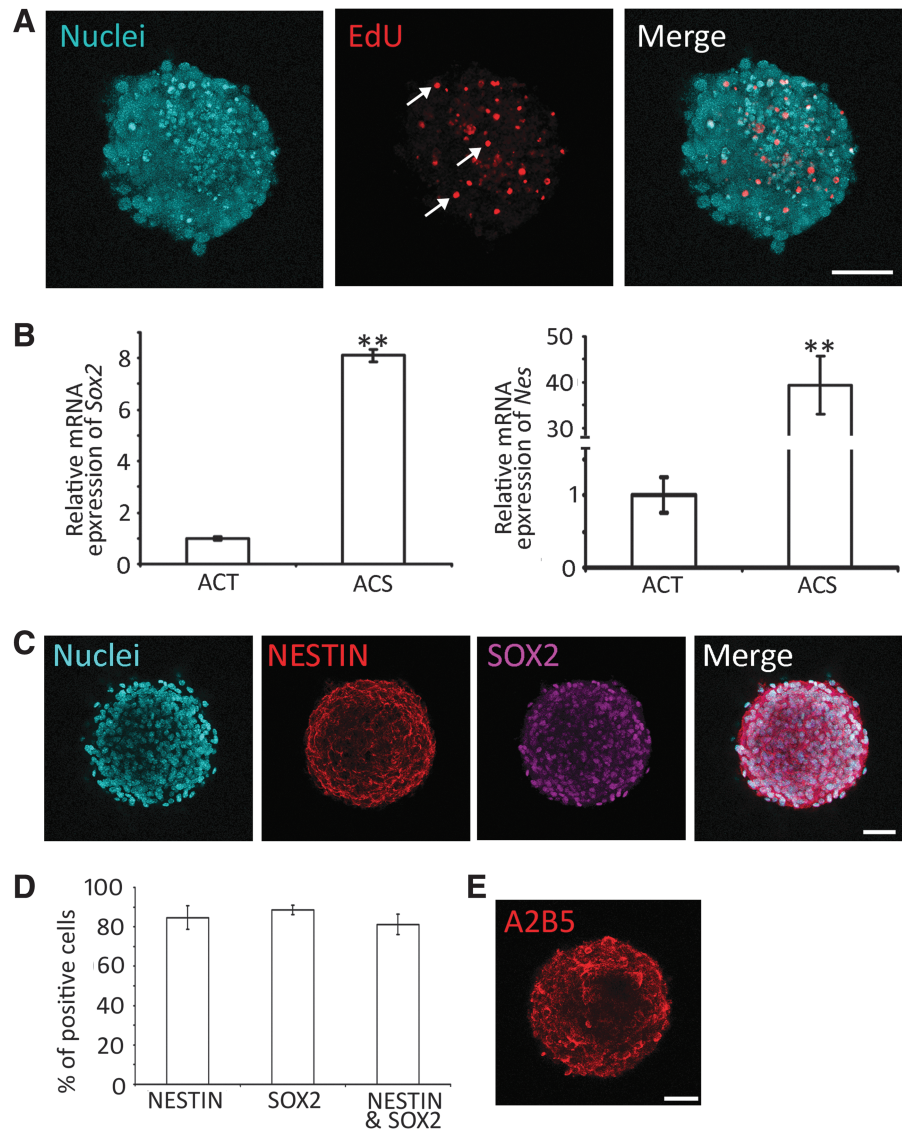 A
Nuclei
EdU
Merge
B
Relative mRNA
epxression of Sox2
8
6
4
2
1
0
**
ACT
ACS
Relative mRNA
epxression of Nes
50
40
30
1
0
**
ACT
ACS
C
Nuclei
NESTIN
SOX2
Merge
D
% of positive cells
100
80
60
40
20
0
NESTIN
SOX2
NESTIN
& SOX2
E
A2B5